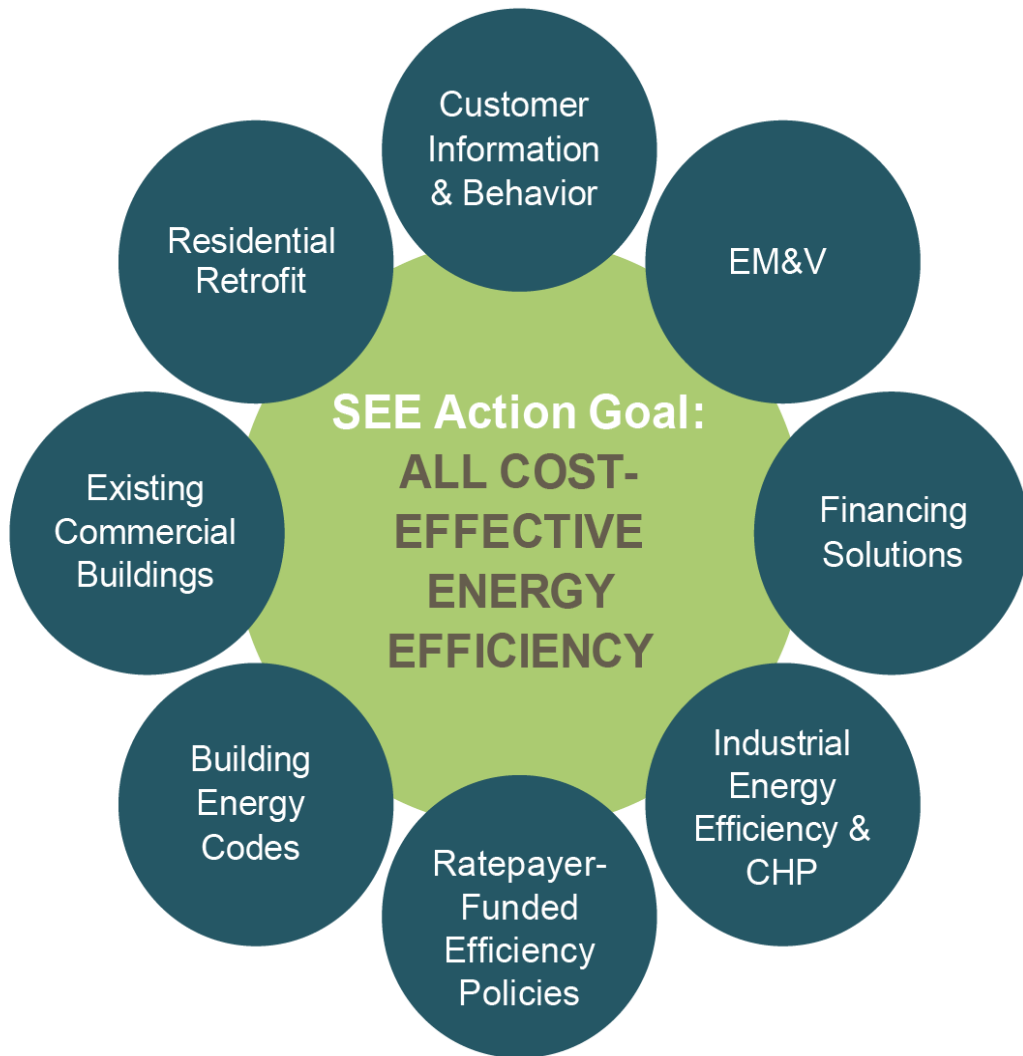 Customer
Information
& Behavior
EM&V
Financing
Solutions
Industrial
Energy
Efficiency &
CHP
Ratepayer-
Funded
Efficiency
Policies
Building
Energy
Codes
Existing
Commercial
Buildings
Residential
Retrofit
SEE Action Goal:
ALL COST-
EFFECTIVE
ENERGY
EFFICIENCY